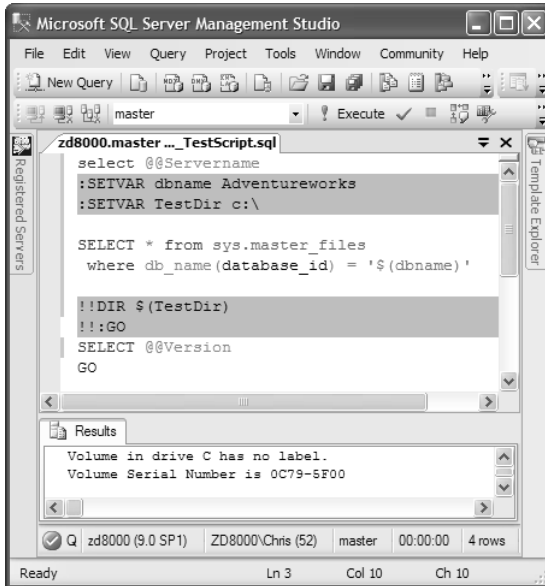 Microsoft SQL Server Management Studio
File Edit View Query Project Tools Window Community Help
New Query
master Execute
Registered Servers
zd8000.master ..._TestScript.sql
Template Explorer
select @@Servername
:SETVAR dbname Adventureworks
:SETVAR TestDir c:\
SELECT * from sys.master_files
where db_name(database_id) = '$(dbname)'
!!DIR $(TestDir)
!!:GO
SELECT @@Version
GO
Results
Volume in drive C has no label.
Volume Serial Number is 0C79-5F00
Q zd8000 (9.0 SP1) ZD8000\Chris (52) master 00:00:00 4 rows
Ready Ln 3 Col 10 Ch 10